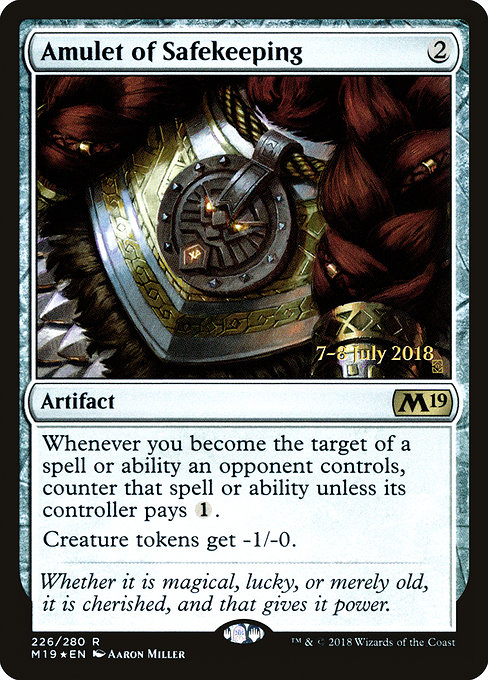 Amulet of Safekeeping 2
7–8 July 2018
Artifact M19
Whenever you become the target of a
spell or ability an opponent controls,
counter that spell or ability unless its
controller pays 1.
Creature tokens get -1/-0.
Whether it is magical, lucky, or merely old,
it is cherished, and that gives it power.
226/280 R
M19★EN Aaron Miller
™ & © 2018 Wizards of the Coast